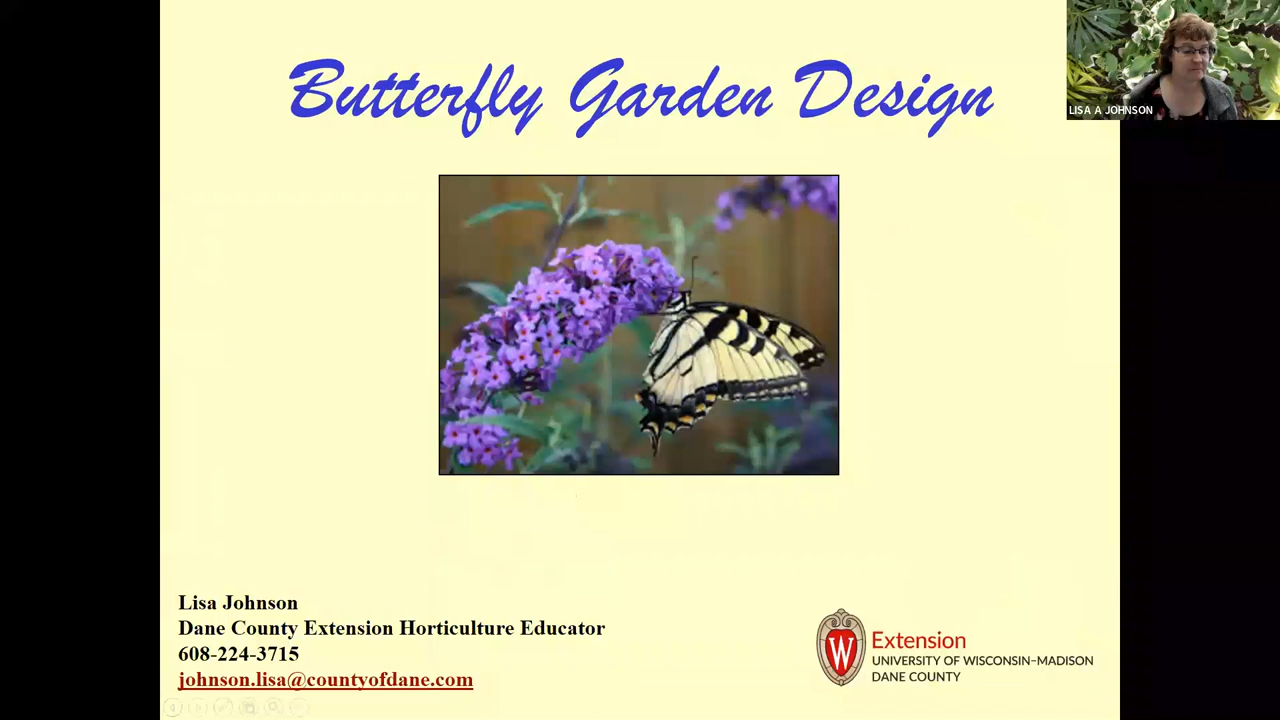 Butterfly Garden Design
LISA A JOHNSON
Lisa Johnson
Dane County Extension Horticulture Educator
608-224-3715
johnson.lisa@countyofdane.com
W
Extension
UNIVERSITY OF WISCONSIN–MADISON
DANE COUNTY